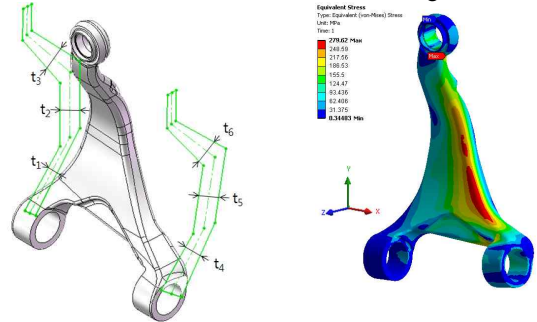 t₃
t₂
t₁
t₆
t₅
t₄
Equivalent Stress
Type: Equivalent (von-Mises) Stress
Unit: MPa
Time: 1
279.62 Max
248.59
217.56
186.53
155.5
124.47
93.436
62.406
31.375
0.34483 Min
Min
Max
Y
Z
X